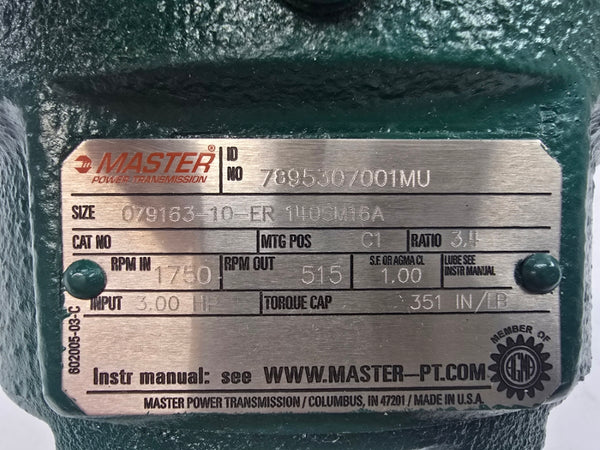 MASTER®
POWER TRANSMISSION
ID NO 7895307001MU
SIZE 079163-10-ER 140SM16A
CAT NO MTG POS C1 RATIO 3.4
RPM IN 1750 RPM OUT 515 S.F. OR AGMA CL 1.00 LUBE SEE INSTR MANUAL
INPUT 3.00 HP TORQUE CAP 351 IN/LB
602005-03-C
MEMBER OF
AGMA
Instr manual: see WWW.MASTER-PT.COM
MASTER POWER TRANSMISSION / COLUMBUS, IN 47201 / MADE IN U.S.A.